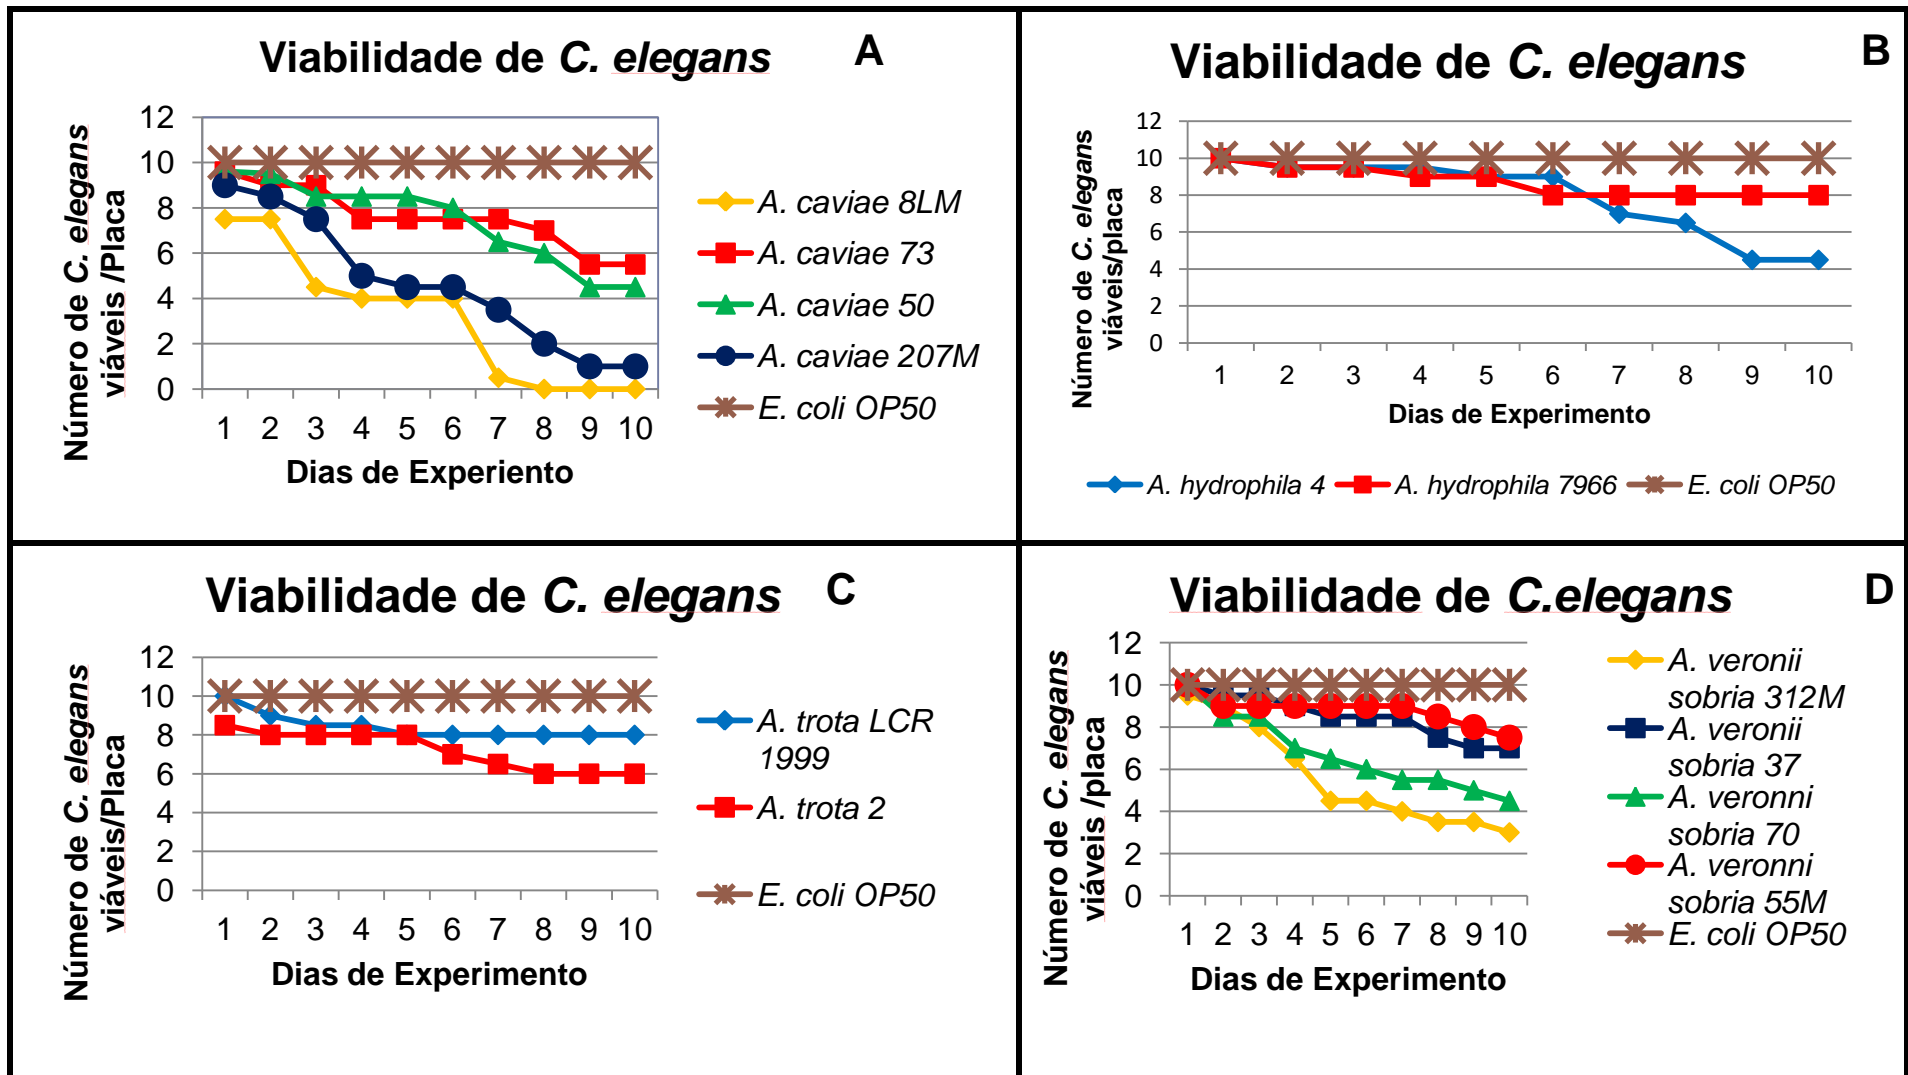 Viabilidade de C. elegans
A
Número de C. elegans
viáveis /Placa
12
10
8
6
4
2
0
1 2 3 4 5 6 7 8 9 10
Dias de Experiento
A. caviae 8LM
A. caviae 73
A. caviae 50
A. caviae 207M
E. coli OP50
Viabilidade de C. elegans
B
Número de C. elegans
viáveis/placa
12
10
8
6
4
2
0
1 2 3 4 5 6 7 8 9 10
Dias de Experimento
A. hydrophila 4 A. hydrophila 7966 E. coli OP50
Viabilidade de C. elegans
C
Número de C. elegans
viáveis/Placa
12
10
8
6
4
2
0
1 2 3 4 5 6 7 8 9 10
Dias de Experimento
A. trota LCR
1999
A. trota 2
E. coli OP50
Viabilidade de C.elegans
D
Número de C. elegans
viáveis /placa
12
10
8
6
4
2
0
1 2 3 4 5 6 7 8 9 10
Dias de Experimento
A. veronii
sobria 312M
A. veronii
sobria 37
A. veronni
sobria 70
A. veronni
sobria 55M
E. coli OP50